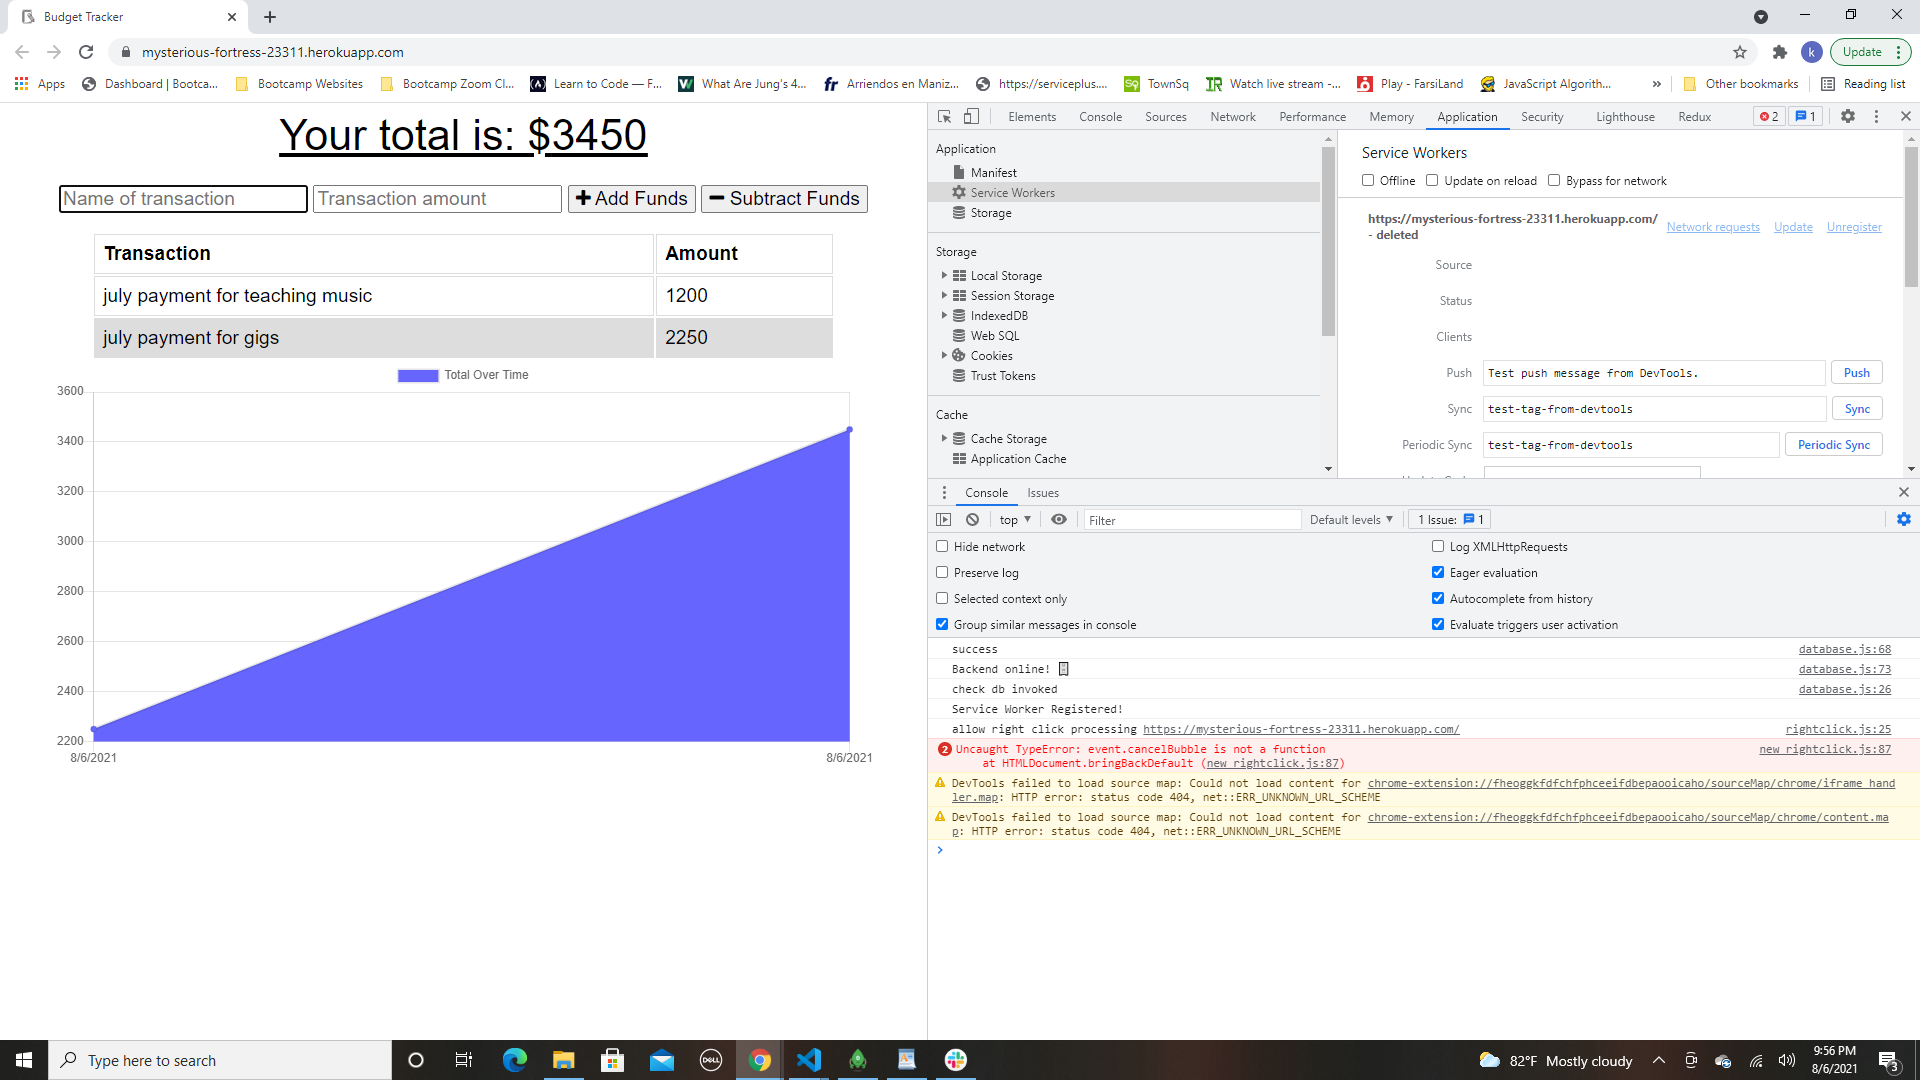 Budget Tracker
mysterious-fortress-23311.herokuapp.com
k
Update
Apps
Dashboard | Bootca...
Bootcamp Websites
Bootcamp Zoom Cl...
Learn to Code — F...
What Are Jung's 4...
Arriendos en Maniz...
https://serviceplus....
TownSq
Watch live stream -...
Play - FarsiLand
JavaScript Algorith...
»
Other bookmarks
Reading list
Your total is: $3450
Name of transaction
Transaction amount
Add Funds
Subtract Funds
Transaction Amount
july payment for teaching music 1200
july payment for gigs 2250
Total Over Time
3600
3400
3200
3000
2800
2600
2400
2200
8/6/2021 8/6/2021
Elements Console Sources Network Performance Memory Application Security Lighthouse Redux 2 1
Application
Manifest
Service Workers
Storage
Storage
Local Storage
Session Storage
IndexedDB
Web SQL
Cookies
Trust Tokens
Cache
Cache Storage
Application Cache
Service Workers
Offline Update on reload Bypass for network
https://mysterious-fortress-23311.herokuapp.com/
- deleted
Network requests Update Unregister
Source
Status
Clients
Push Test push message from DevTools. Push
Sync test-tag-from-devtools Sync
Periodic Sync test-tag-from-devtools Periodic Sync
Console Issues
top Filter Default levels 1 Issue: 1
Hide network Log XMLHttpRequests
Preserve log Eager evaluation
Selected context only Autocomplete from history
Group similar messages in console Evaluate triggers user activation
success database.js:68
Backend online! database.js:73
check db invoked database.js:26
Service Worker Registered!
allow right click processing https://mysterious-fortress-23311.herokuapp.com/ rightclick.js:25
2 Uncaught TypeError: event.cancelBubble is not a function new rightclick.js:87
at HTMLDocument.bringBackDefault (new rightclick.js:87)
DevTools failed to load source map: Could not load content for chrome-extension://fheoggkfdfchfphceeifdbepaooicaho/sourceMap/chrome/iframe_hand
ler.map: HTTP error: status code 404, net::ERR_UNKNOWN_URL_SCHEME
DevTools failed to load source map: Could not load content for chrome-extension://fheoggkfdfchfphceeifdbepaooicaho/sourceMap/chrome/content.ma
p: HTTP error: status code 404, net::ERR_UNKNOWN_URL_SCHEME
Type here to search
DELL
82°F Mostly cloudy
9:56 PM
8/6/2021
3